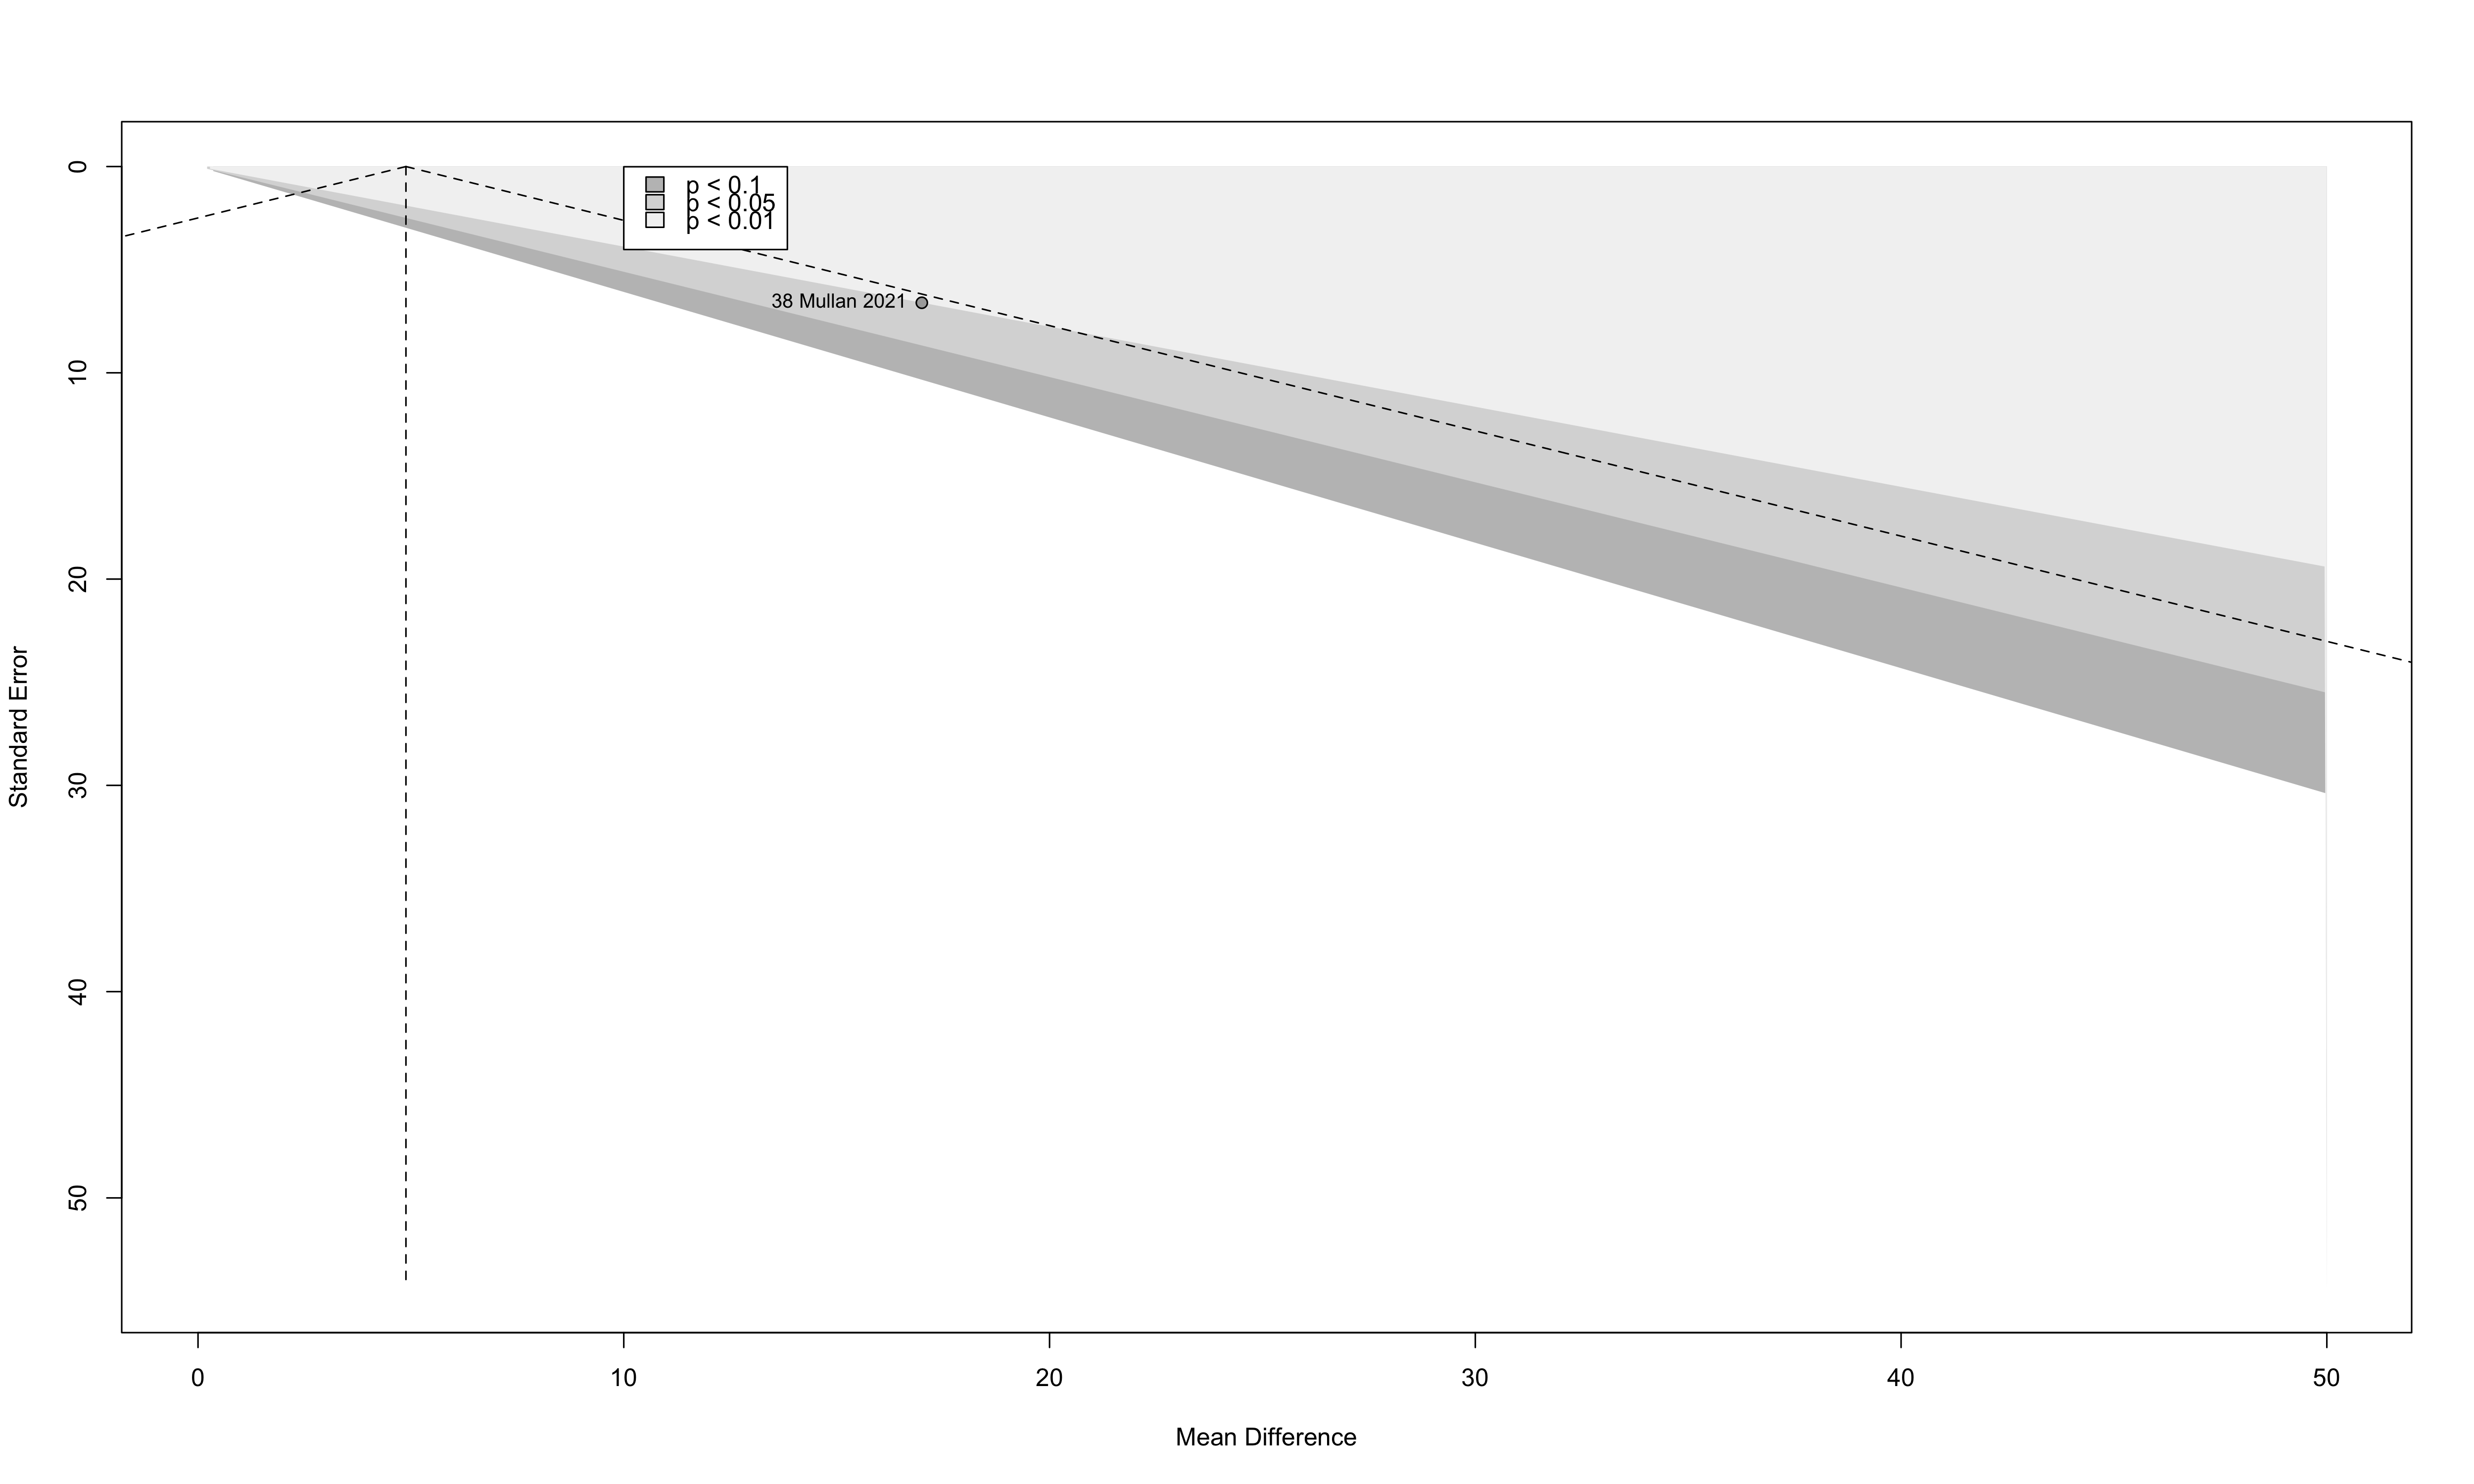 p < 0.1
p < 0.05
p < 0.01
38 Mullan 2021
0
10
20
30
40
50
Standard Error
0 10 20 30 40 50
Mean Difference